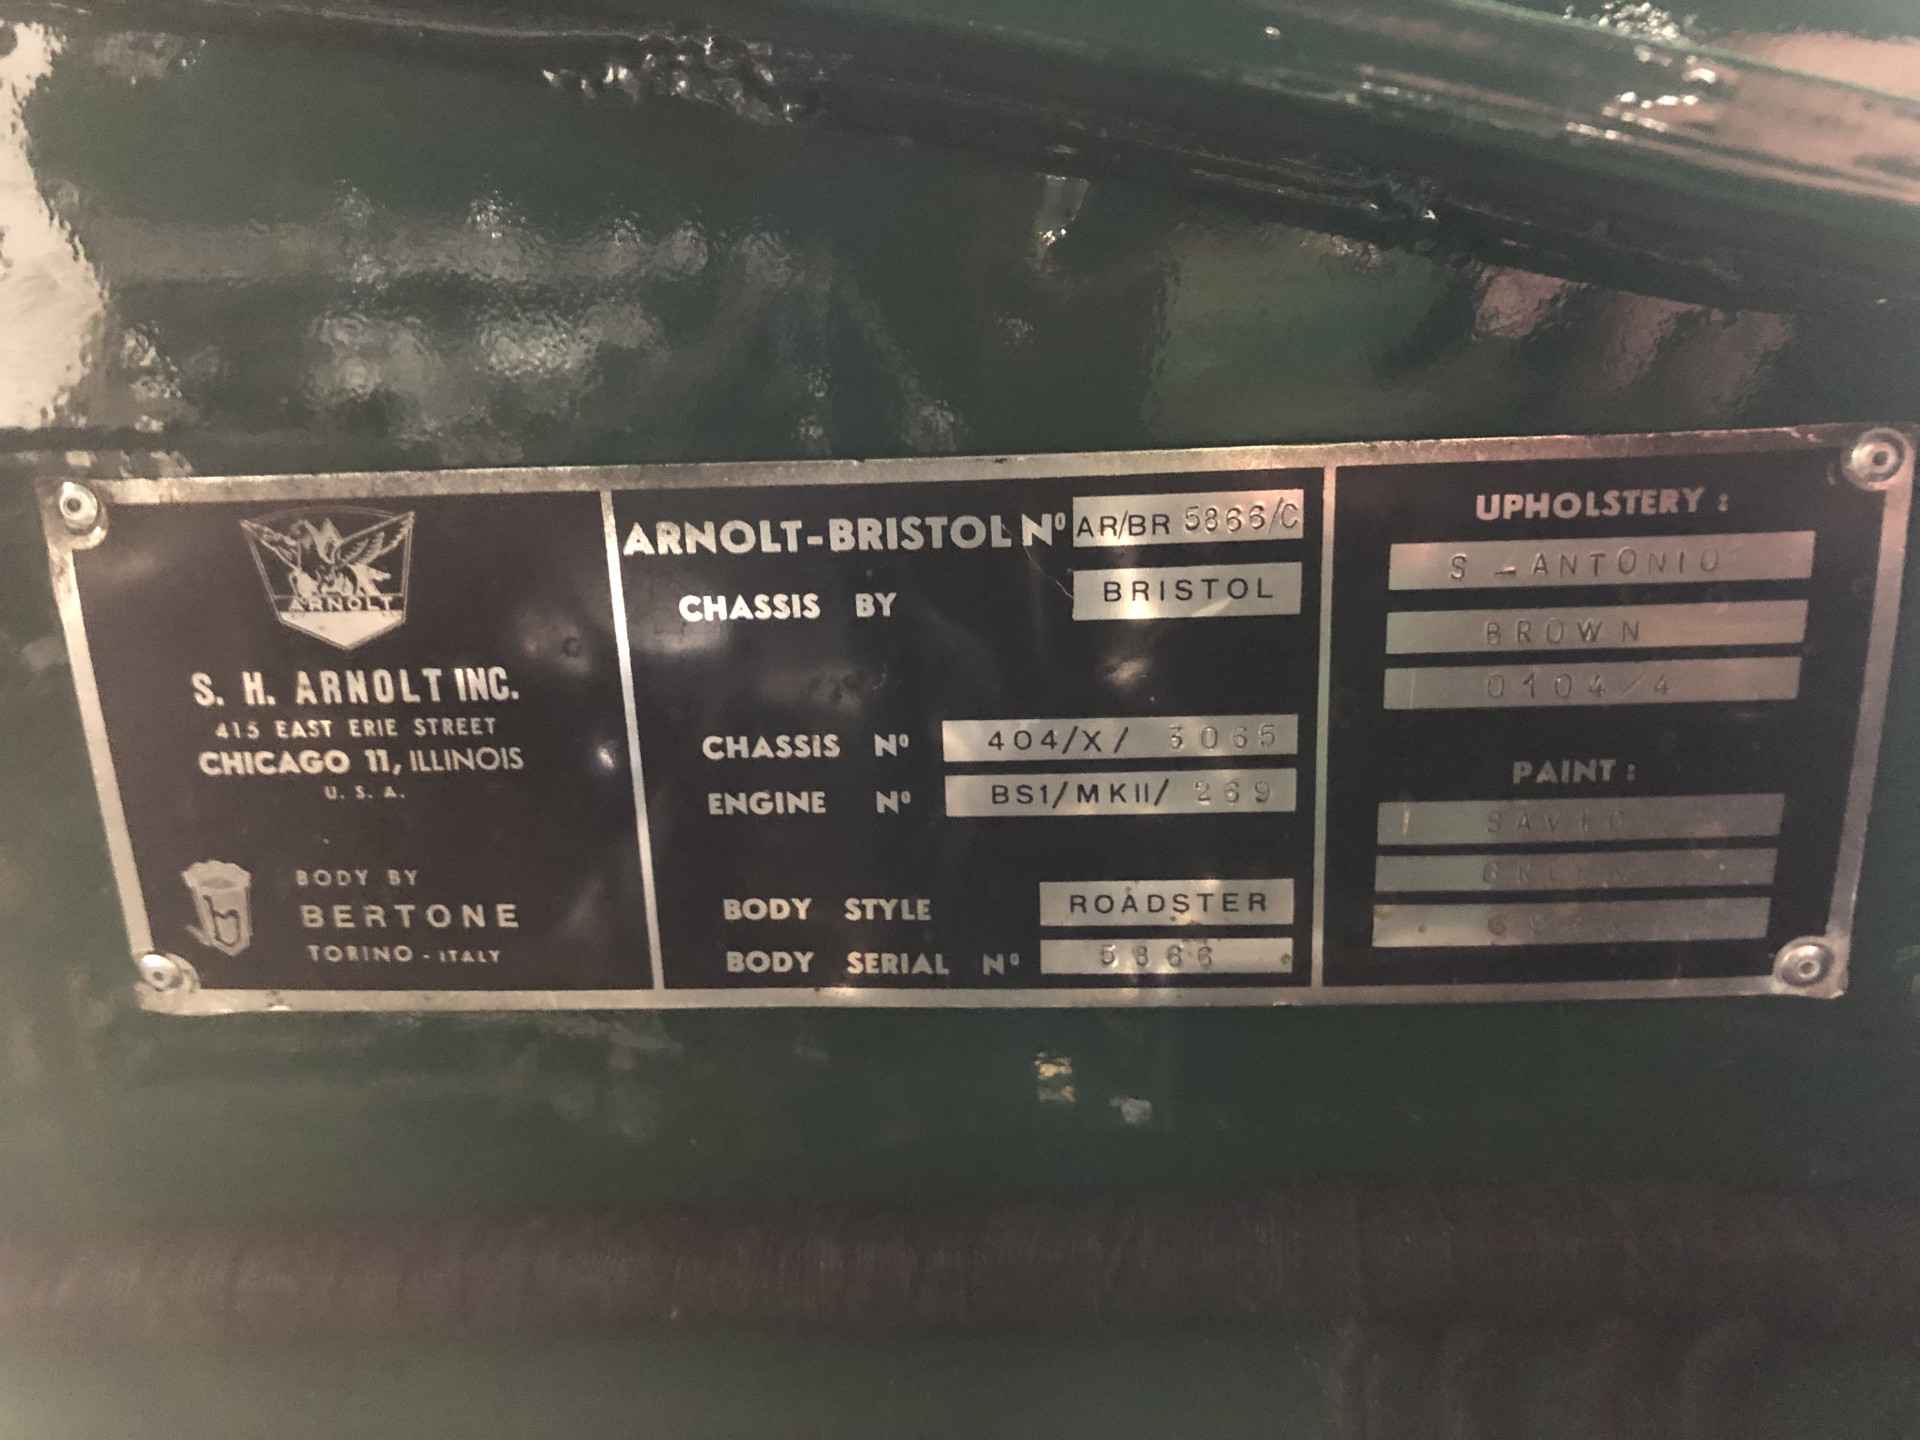 ARNOLT
S. H. ARNOLT INC.
415 EAST ERIE STREET
CHICAGO 11, ILLINOIS
U. S. A.
BODY BY
BERTONE
TORINO - ITALY
ARNOLT-BRISTOL Nº AR/BR 5866/C
CHASSIS BY BRISTOL
CHASSIS Nº 404/X/ 3065
ENGINE Nº BS1/MKII/ 269
BODY STYLE ROADSTER
BODY SERIAL Nº 5866
UPHOLSTERY :
S - ANTONIO
BROWN
0104/4
PAINT :
GREEN